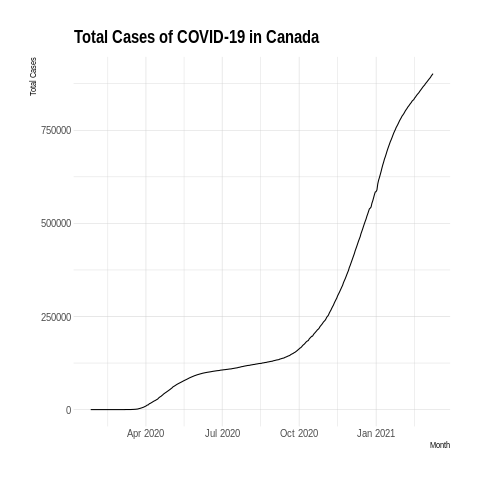 Total Cases of COVID-19 in Canada
Total Cases
750000
500000
250000
0
Apr 2020 Jul 2020 Oct 2020 Jan 2021
Month